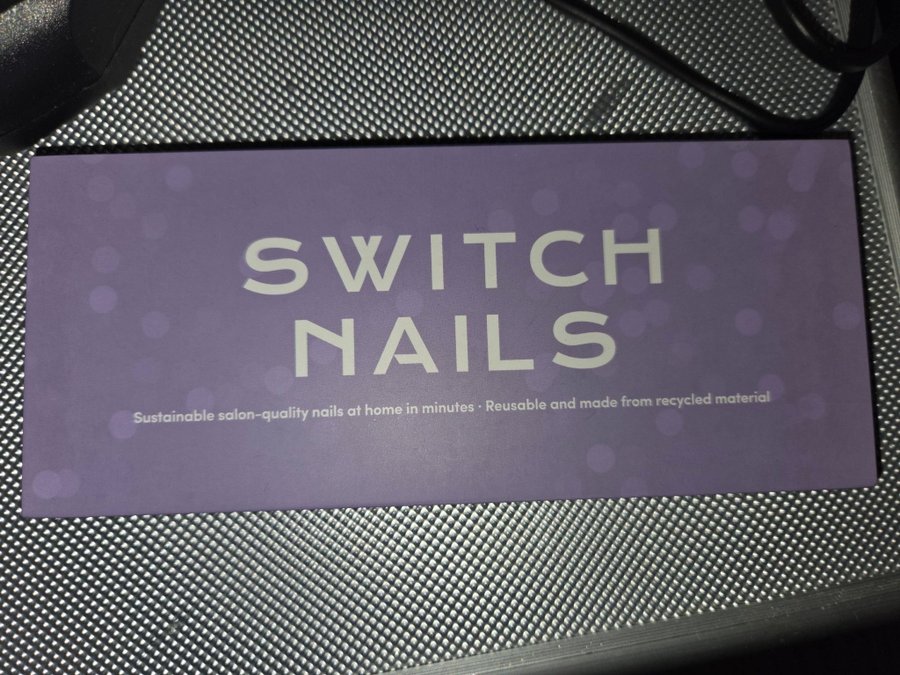 SWITCH
NAILS
Sustainable salon-quality nails at home in minutes · Reusable and made from recycled material